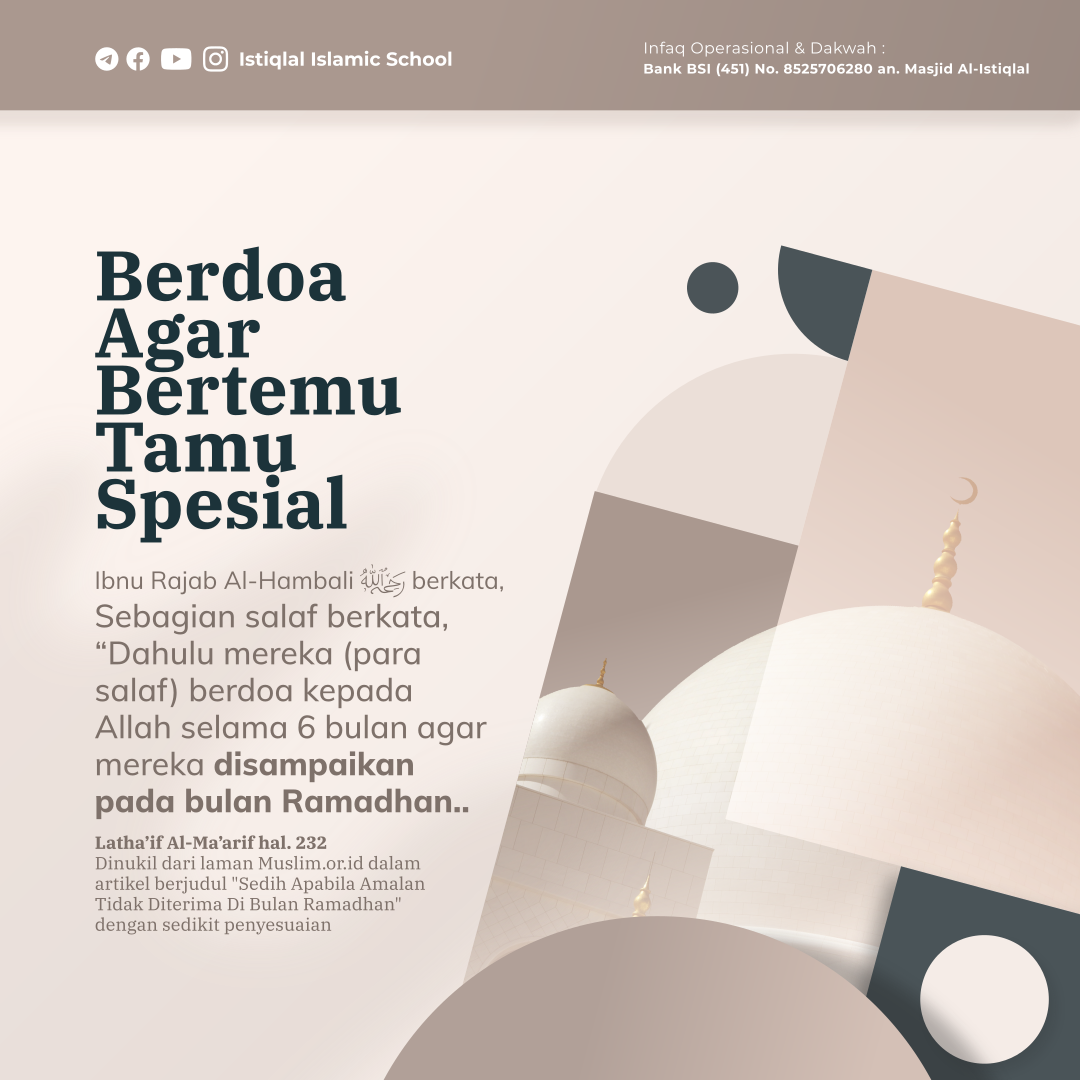 Istiqlal Islamic School
Infaq Operasional & Dakwah :
Bank BSI (451) No. 8525706280 an. Masjid Al-Istiqlal
Berdoa
Agar
Bertemu
Tamu
Spesial
Ibnu Rajab Al-Hambali رحمه الله berkata,
Sebagian salaf berkata,
“Dahulu mereka (para
salaf) berdoa kepada
Allah selama 6 bulan agar
mereka disampaikan
pada bulan Ramadhan..
Latha’if Al-Ma’arif hal. 232
Dinukil dari laman Muslim.or.id dalam
artikel berjudul "Sedih Apabila Amalan
Tidak Diterima Di Bulan Ramadhan"
dengan sedikit penyesuaian